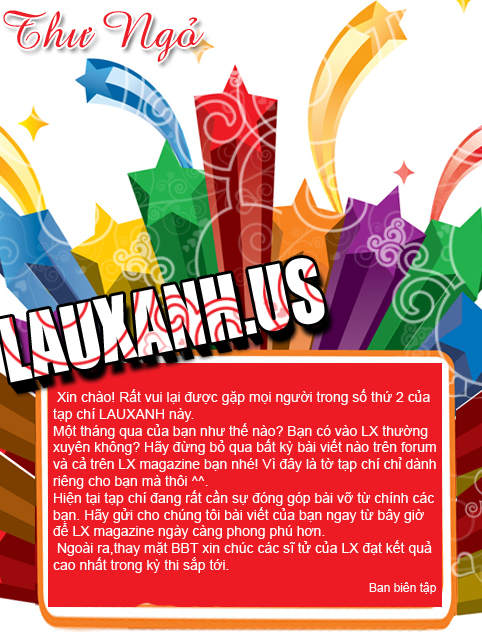 Thư Ngỏ
LAUXANH.US
Xin chào! Rất vui lại được gặp mọi người trong số thứ 2 của
tạp chí LAUXANH này.
Một tháng qua của bạn như thế nào? Bạn có vào LX thường
xuyên không? Hãy đừng bỏ qua bất kỳ bài viết nào trên forum
và cả trên LX magazine bạn nhé! Vì đây là tờ tạp chí chỉ dành
riêng cho bạn mà thôi ^^.
Hiện tại tạp chí đang rất cần sự đóng góp bài vỡ từ chính các
bạn. Hãy gửi cho chúng tôi bài viết của bạn ngay từ bây giờ
để LX magazine ngày càng phong phú hơn.
Ngoài ra,thay mặt BBT xin chúc các sĩ tử của LX đạt kết quả
cao nhất trong kỳ thi sắp tới.
Ban biên tập